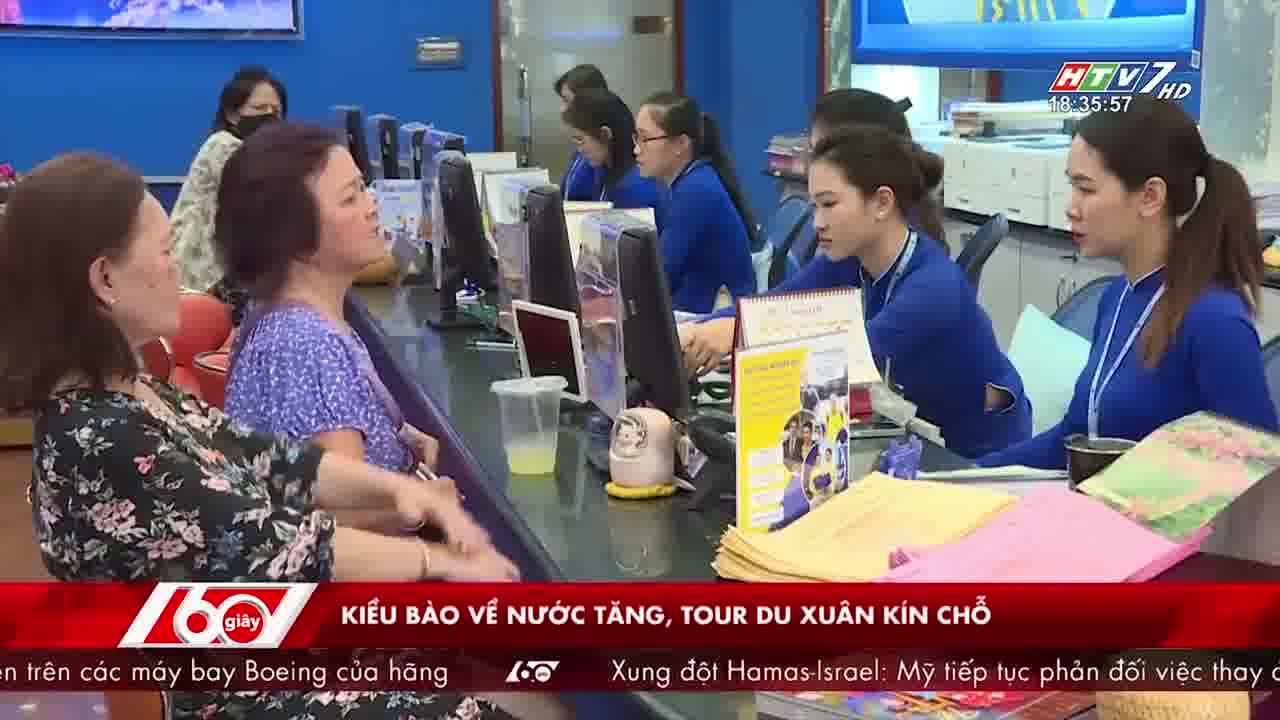 HTV7 HD
18:35:57
60 giây
KIỀU BÀO VỀ NƯỚC TĂNG, TOUR DU XUÂN KÍN CHỖ
trên các máy bay Boeing của hãng 60 Xung đột Hamas-Israel: Mỹ tiếp tục phản đối việc thay